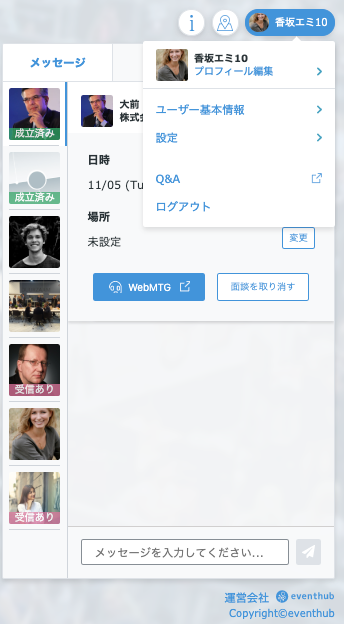 i
香坂エミ10
メッセージ
香坂エミ10
プロフィール編集
ユーザー基本情報
設定
Q&A
ログアウト
成立済み
成立済み
受信あり
受信あり
大前
株式会
日時
11/05 (Tu
場所
未設定
変更
WebMTG
面談を取り消す
メッセージを入力してください...
運営会社 eventhub
Copyright©eventhub